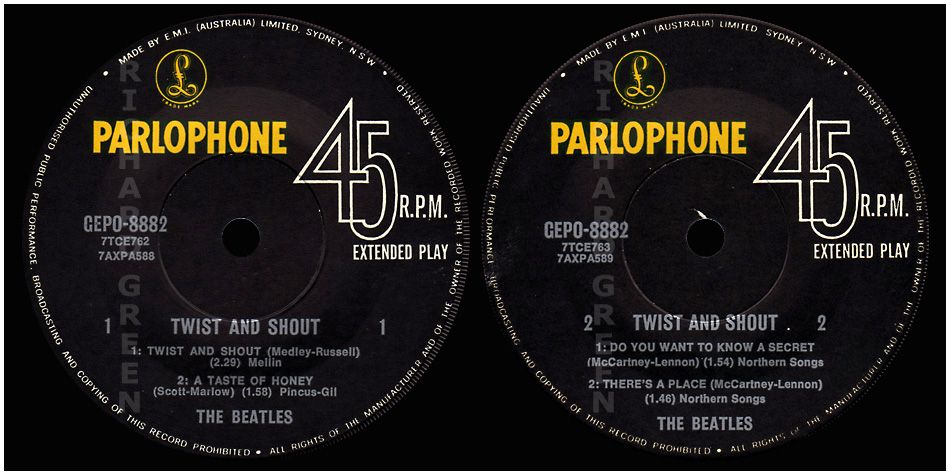 MADE BY E.M.I. (AUSTRALIA) LIMITED, SYDNEY, N S W • UNAUTHORISED PUBLIC PERFORMANCE, BROADCASTING AND COPYING OF THIS RECORD PROHIBITED • ALL RIGHTS OF THE MANUFACTURER AND OF THE OWNER OF THE RECORDED WORK RESERVED •
£
TRADE MARK
PARLOPHONE
45
R.P.M.
EXTENDED PLAY
GEPO-8882
7TCE762
7AXPA588
1 TWIST AND SHOUT 1
1: TWIST AND SHOUT (Medley-Russell)
(2.29) Mellin
2: A TASTE OF HONEY
(Scott-Marlow) (1.58) Pincus-Gil
THE BEATLES
RICHARD GREEN
MADE BY E.M.I (AUSTRALIA) LIMITED, SYDNEY, N S W • UNAUTHORISED PUBLIC PERFORMANCE, BROADCASTING AND COPYING OF THIS RECORD PROHIBITED • ALL RIGHTS OF THE MANUFACTURER AND OF THE OWNER OF THE RECORDED WORK RESERVED •
£
TRADE MARK
PARLOPHONE
45
R.P.M.
EXTENDED PLAY
GEPO-8882
7TCE763
7AXPA589
2 TWIST AND SHOUT . 2
1: DO YOU WANT TO KNOW A SECRET
(McCartney-Lennon) (1.54) Northern Songs
2: THERE'S A PLACE (McCartney-Lennon)
(1.46) Northern Songs
THE BEATLES
RICHARD GREEN